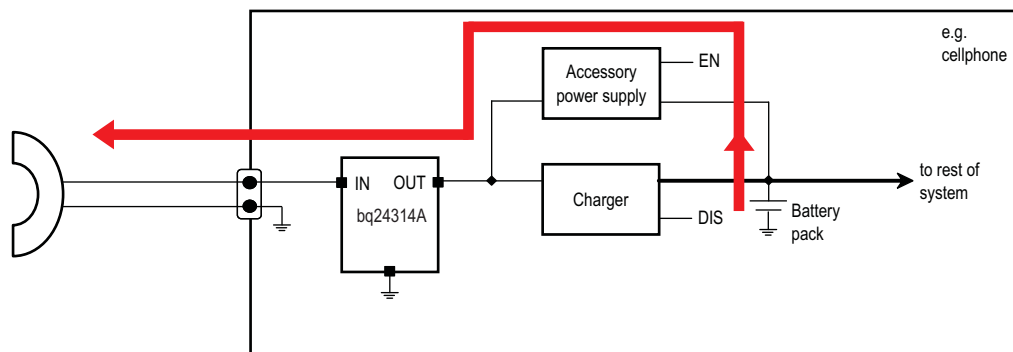 e.g.
cellphone
EN
Accessory
power supply
IN
OUT
bq24314A
Charger
DIS
to rest of
system
Battery
pack